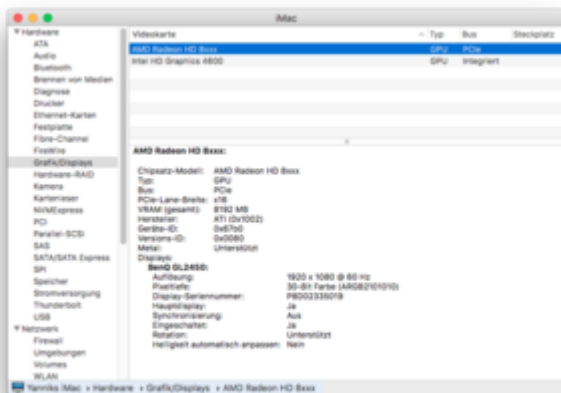 iMac
Hardware
ATA
Audio
Bluetooth
Brennen von Medien
Diagnose
Drucker
Ethernet-Karten
Festplatte
Fibre-Channel
FireWire
Grafik/Displays
Hardware-RAID
Kamera
Kartenleser
NVMExpress
PCI
Parallel-SCSI
SAS
SATA/SATA Express
SPI
Speicher
Stromversorgung
Thunderbolt
USB
Netzwerk
Firewall
Umgebungen
Volumes
WLAN
Videokarte Typ Bus Steckplatz
AMD Radeon HD 8xxx GPU PCIe
Intel HD Graphics 4600 GPU Integriert
AMD Radeon HD 8xxx:
Chipsatz-Modell: AMD Radeon HD 8xxx
Typ: GPU
Bus: PCIe
PCIe-Lane-Breite: x16
VRAM (gesamt): 8192 MB
Hersteller: ATI (0x1002)
Geräte-ID: 0x67b0
Versions-ID: 0x0080
Metal: Unterstützt
Displays:
BenQ GL2450:
Auflösung: 1920 x 1080 @ 60 Hz
Pixeltiefe: 30-Bit Farbe (ARGB2101010)
Display-Seriennummer: P8D02335019
Hauptdisplay: Ja
Synchronisierung: Aus
Eingeschaltet: Ja
Rotation: Unterstützt
Helligkeit automatisch anpassen: Nein
Yanniks iMac › Hardware › Grafik/Displays › AMD Radeon HD 8xxx